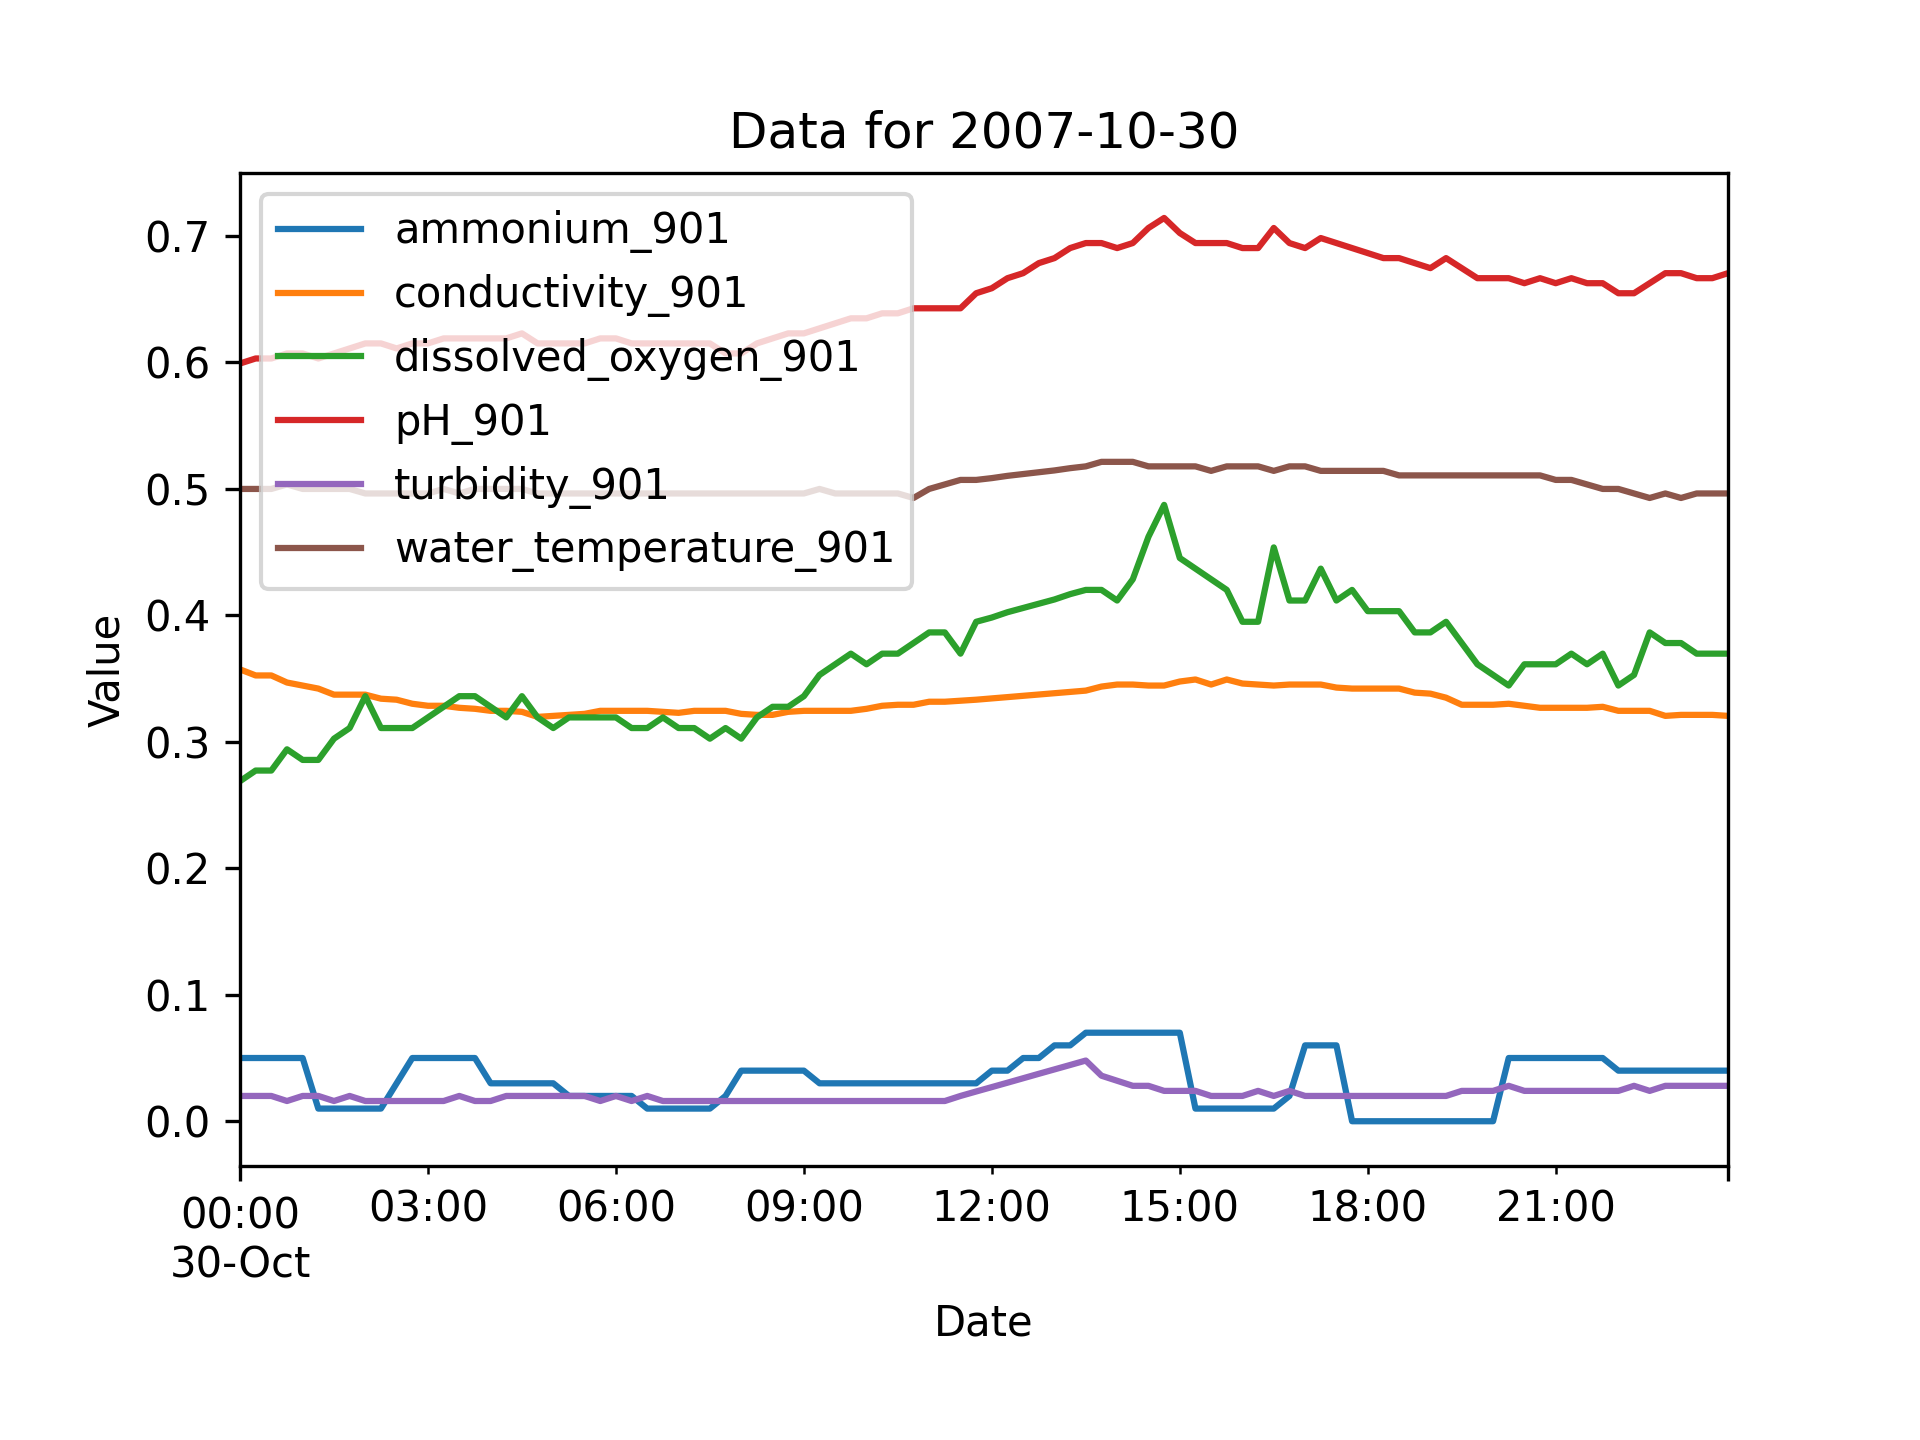 Data for 2007-10-30
ammonium_901
conductivity_901
dissolved_oxygen_901
pH_901
turbidity_901
water_temperature_901
Value
0.7
0.6
0.5
0.4
0.3
0.2
0.1
0.0
00:00 03:00 06:00 09:00 12:00 15:00 18:00 21:00
30-Oct
Date